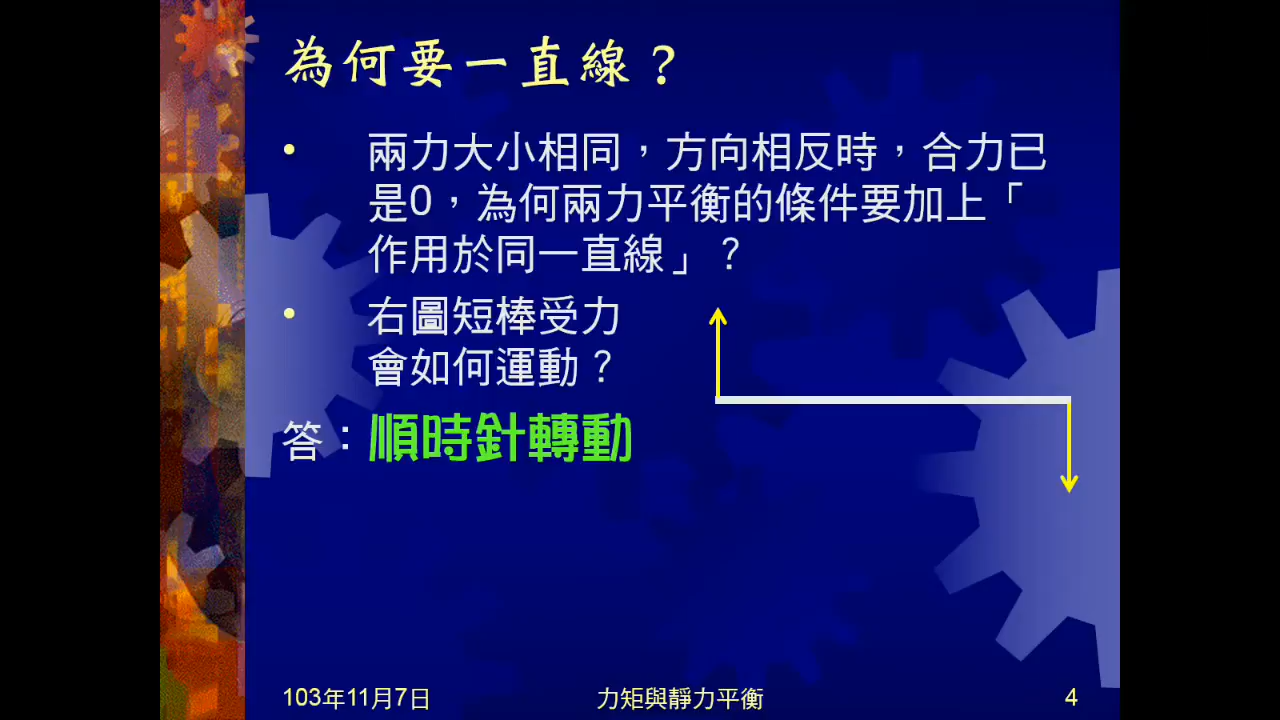 為何要一直線？
• 兩力大小相同，方向相反時，合力已
是0，為何兩力平衡的條件要加上「
作用於同一直線」？
• 右圖短棒受力
會如何運動？
答：順時針轉動
103年11月7日
力矩與靜力平衡
4